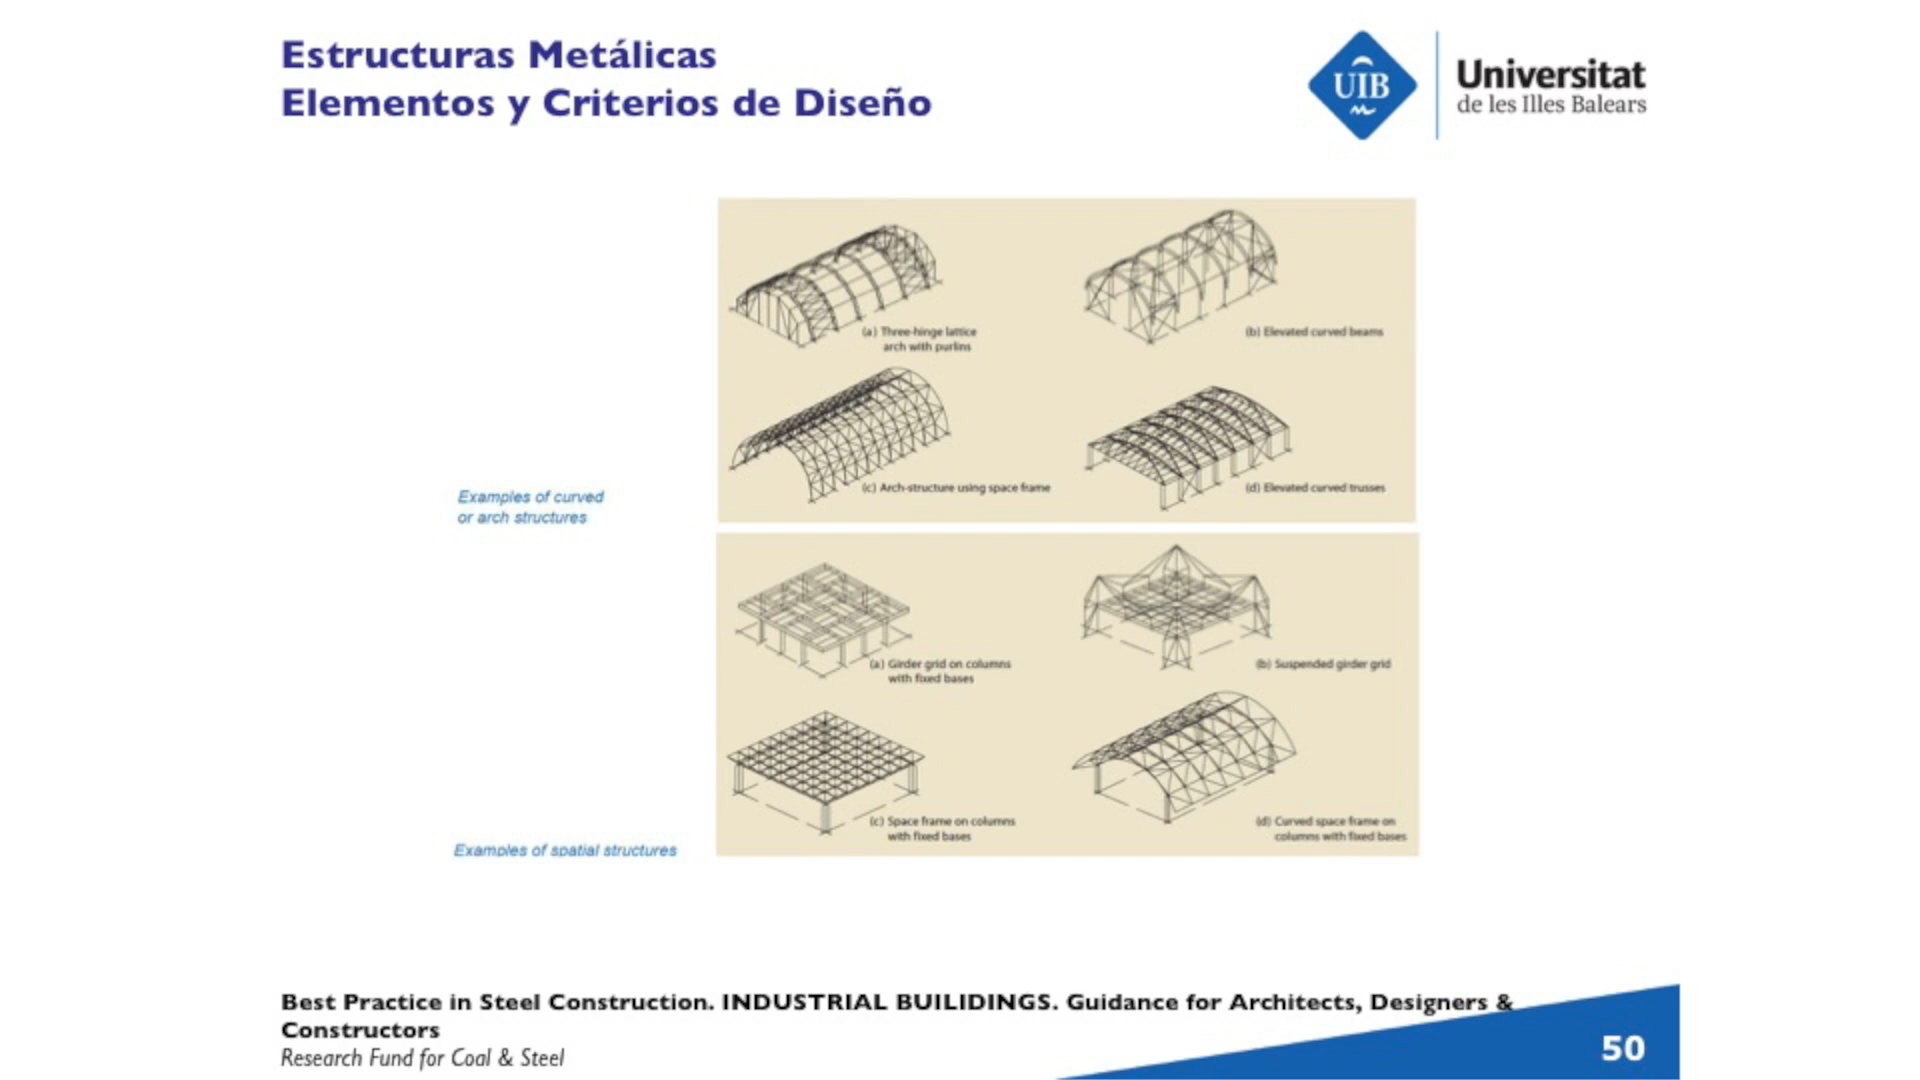 Estructuras Metálicas
Elementos y Criterios de Diseño
UIB
Universitat
de les Illes Balears
(a) Three-hinge lattice
arch with purlins
(b) Elevated curved beams
(c) Arch-structure using space frame
(d) Elevated curved trusses
Examples of curved
or arch structures
(a) Girder grid on columns
with fixed bases
(b) Suspended girder grid
(c) Space frame on columns
with fixed bases
(d) Curved space frame on
columns with fixed bases
Examples of spatial structures
Best Practice in Steel Construction. INDUSTRIAL BUILIDINGS. Guidance for Architects, Designers &
Constructors
Research Fund for Coal & Steel
50